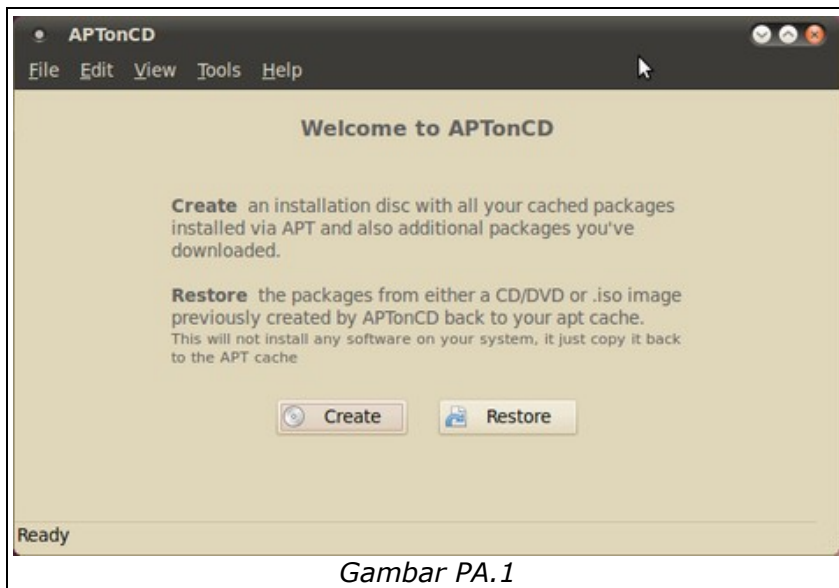 APTonCD
File Edit View Tools Help
Welcome to APTonCD
Create an installation disc with all your cached packages
installed via APT and also additional packages you've
downloaded.
Restore the packages from either a CD/DVD or .iso image
previously created by APTonCD back to your apt cache.
This will not install any software on your system, it just copy it back
to the APT cache
Create Restore
Ready
Gambar PA.1